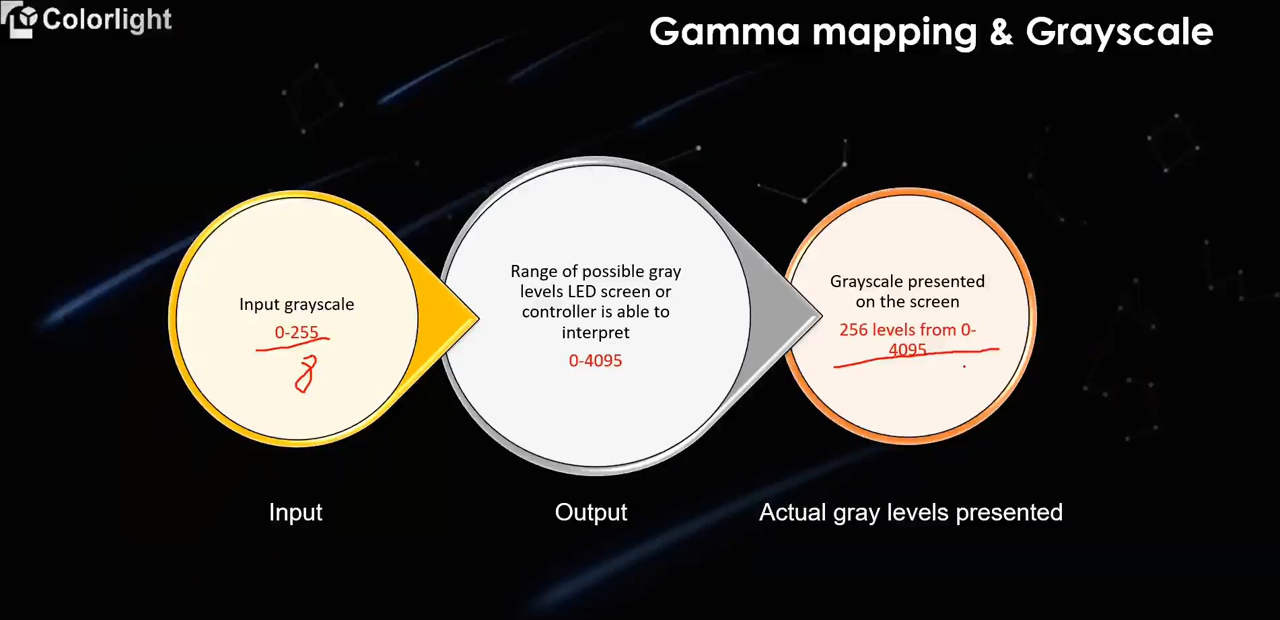 Colorlight
Gamma mapping & Grayscale
Input grayscale
0-255
8
Range of possible gray
levels LED screen or
controller is able to
interpret
0-4095
Grayscale presented
on the screen
256 levels from 0-
4095
Input
Output
Actual gray levels presented